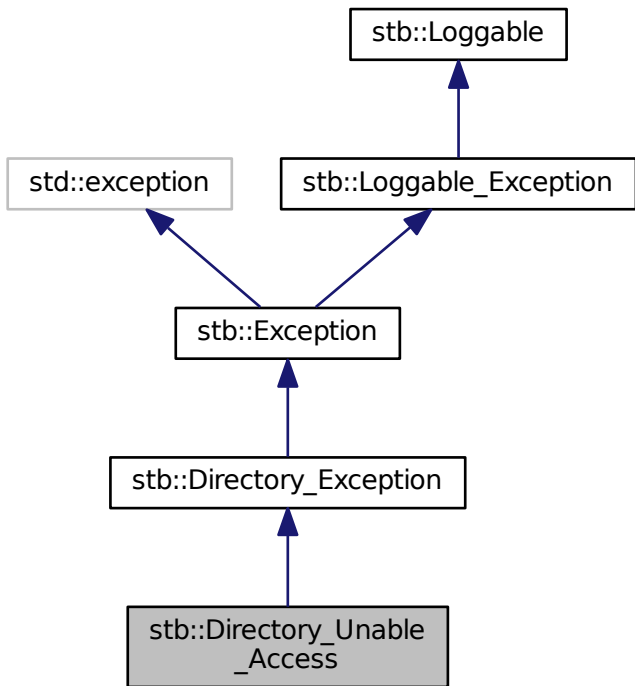 stb::Loggable
std::exception
stb::Loggable_Exception
stb::Exception
stb::Directory_Exception
stb::Directory_Unable
_Access